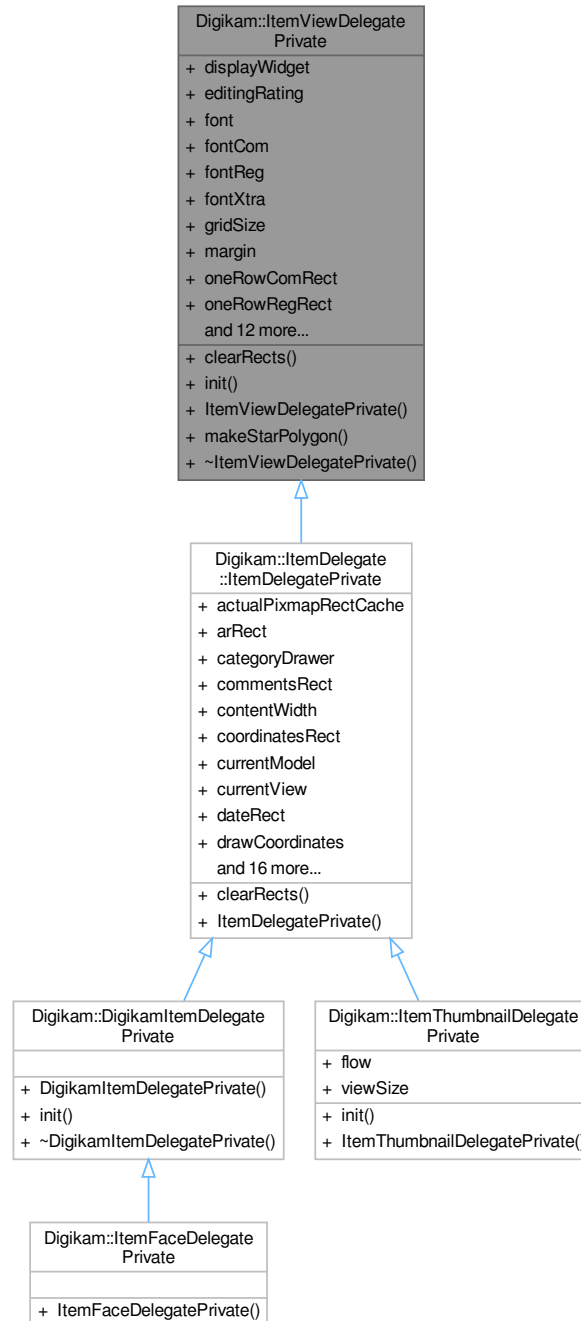 Digikam::ItemViewDelegate
Private
+ displayWidget
+ editingRating
+ font
+ fontCom
+ fontReg
+ fontXtra
+ gridSize
+ margin
+ oneRowComRect
+ oneRowRegRect
and 12 more...
+ clearRects()
+ init()
+ ItemViewDelegatePrivate()
+ makeStarPolygon()
+ ~ItemViewDelegatePrivate()
Digikam::ItemDelegate
::ItemDelegatePrivate
+ actualPixmapRectCache
+ arRect
+ categoryDrawer
+ commentsRect
+ contentWidth
+ coordinatesRect
+ currentModel
+ currentView
+ dateRect
+ drawCoordinates
and 16 more...
+ clearRects()
+ ItemDelegatePrivate()
Digikam::DigikamItemDelegate
Private
+ DigikamItemDelegatePrivate()
+ init()
+ ~DigikamItemDelegatePrivate()
Digikam::ItemThumbnailDelegate
Private
+ flow
+ viewSize
+ init()
+ ItemThumbnailDelegatePrivate()
Digikam::ItemFaceDelegate
Private
+ ItemFaceDelegatePrivate()